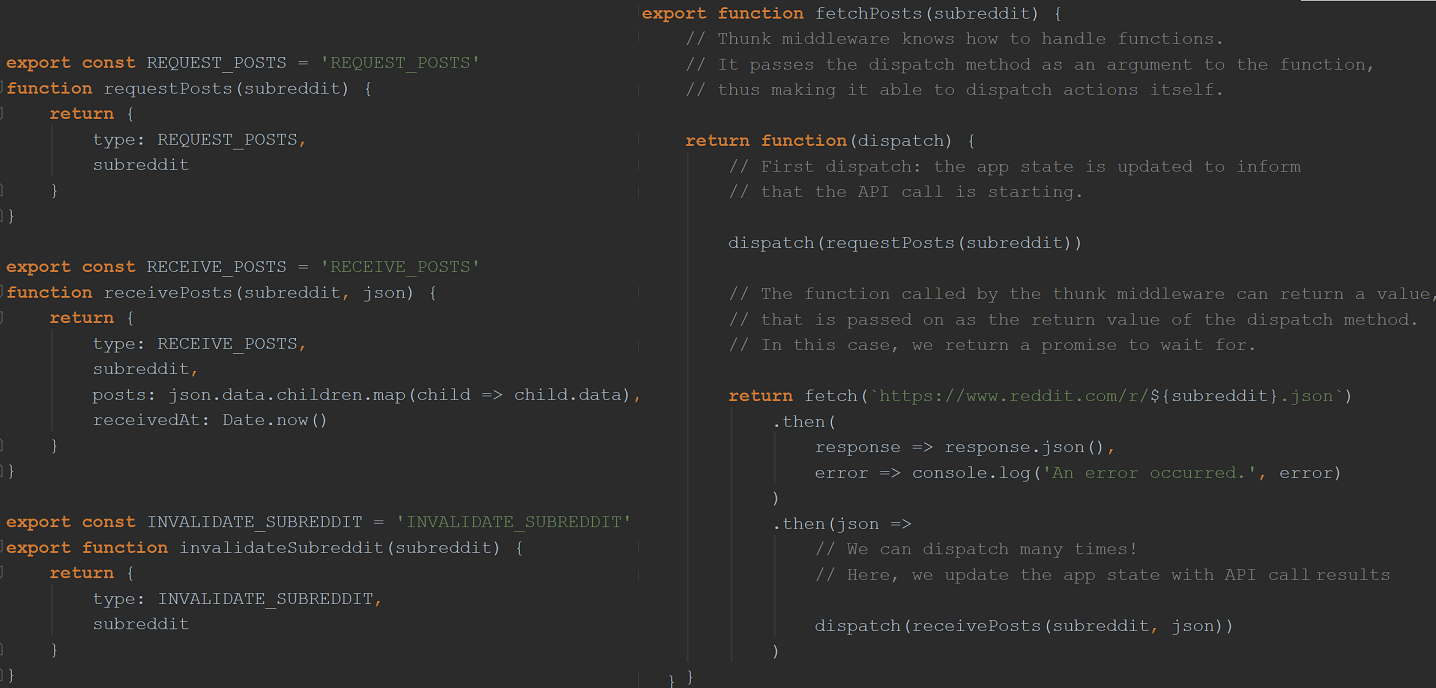 export const REQUEST_POSTS = 'REQUEST_POSTS'
function requestPosts(subreddit) {
    return {
        type: REQUEST_POSTS,
        subreddit
    }
}

export const RECEIVE_POSTS = 'RECEIVE_POSTS'
function receivePosts(subreddit, json) {
    return {
        type: RECEIVE_POSTS,
        subreddit,
        posts: json.data.children.map(child => child.data),
        receivedAt: Date.now()
    }
}

export const INVALIDATE_SUBREDDIT = 'INVALIDATE_SUBREDDIT'
export function invalidateSubreddit(subreddit) {
    return {
        type: INVALIDATE_SUBREDDIT,
        subreddit
    }
}

export function fetchPosts(subreddit) {
    // Thunk middleware knows how to handle functions.
    // It passes the dispatch method as an argument to the function,
    // thus making it able to dispatch actions itself.

    return function(dispatch) {
        // First dispatch: the app state is updated to inform
        // that the API call is starting.

        dispatch(requestPosts(subreddit))

        // The function called by the thunk middleware can return a value,
        // that is passed on as the return value of the dispatch method.
        // In this case, we return a promise to wait for.

        return fetch(`https://www.reddit.com/r/${subreddit}.json`)
            .then(
                response => response.json(),
                error => console.log('An error occurred.', error)
            )
            .then(json =>
                // We can dispatch many times!
                // Here, we update the app state with API call results

                dispatch(receivePosts(subreddit, json))
            )
} }